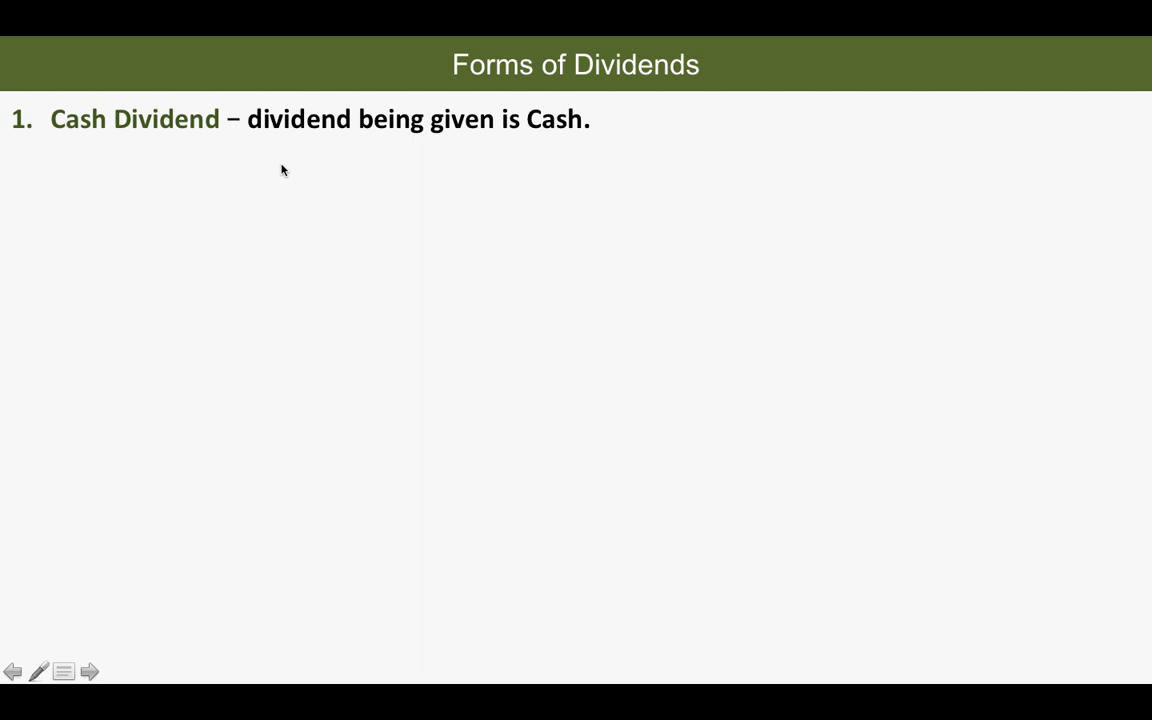 Forms of Dividends
1. Cash Dividend – dividend being given is Cash.